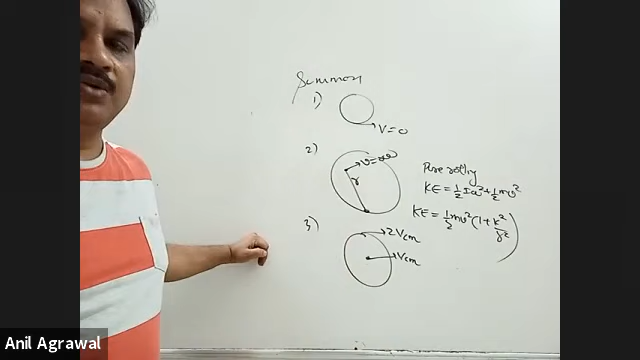 Summary
1)
V=0
2)
v=rω
r
Pure rolling
KE = ½Iω²+½mv²
KE = ½mv²(1+k²/r²)
3)
2Vcm
Vcm
Anil Agrawal